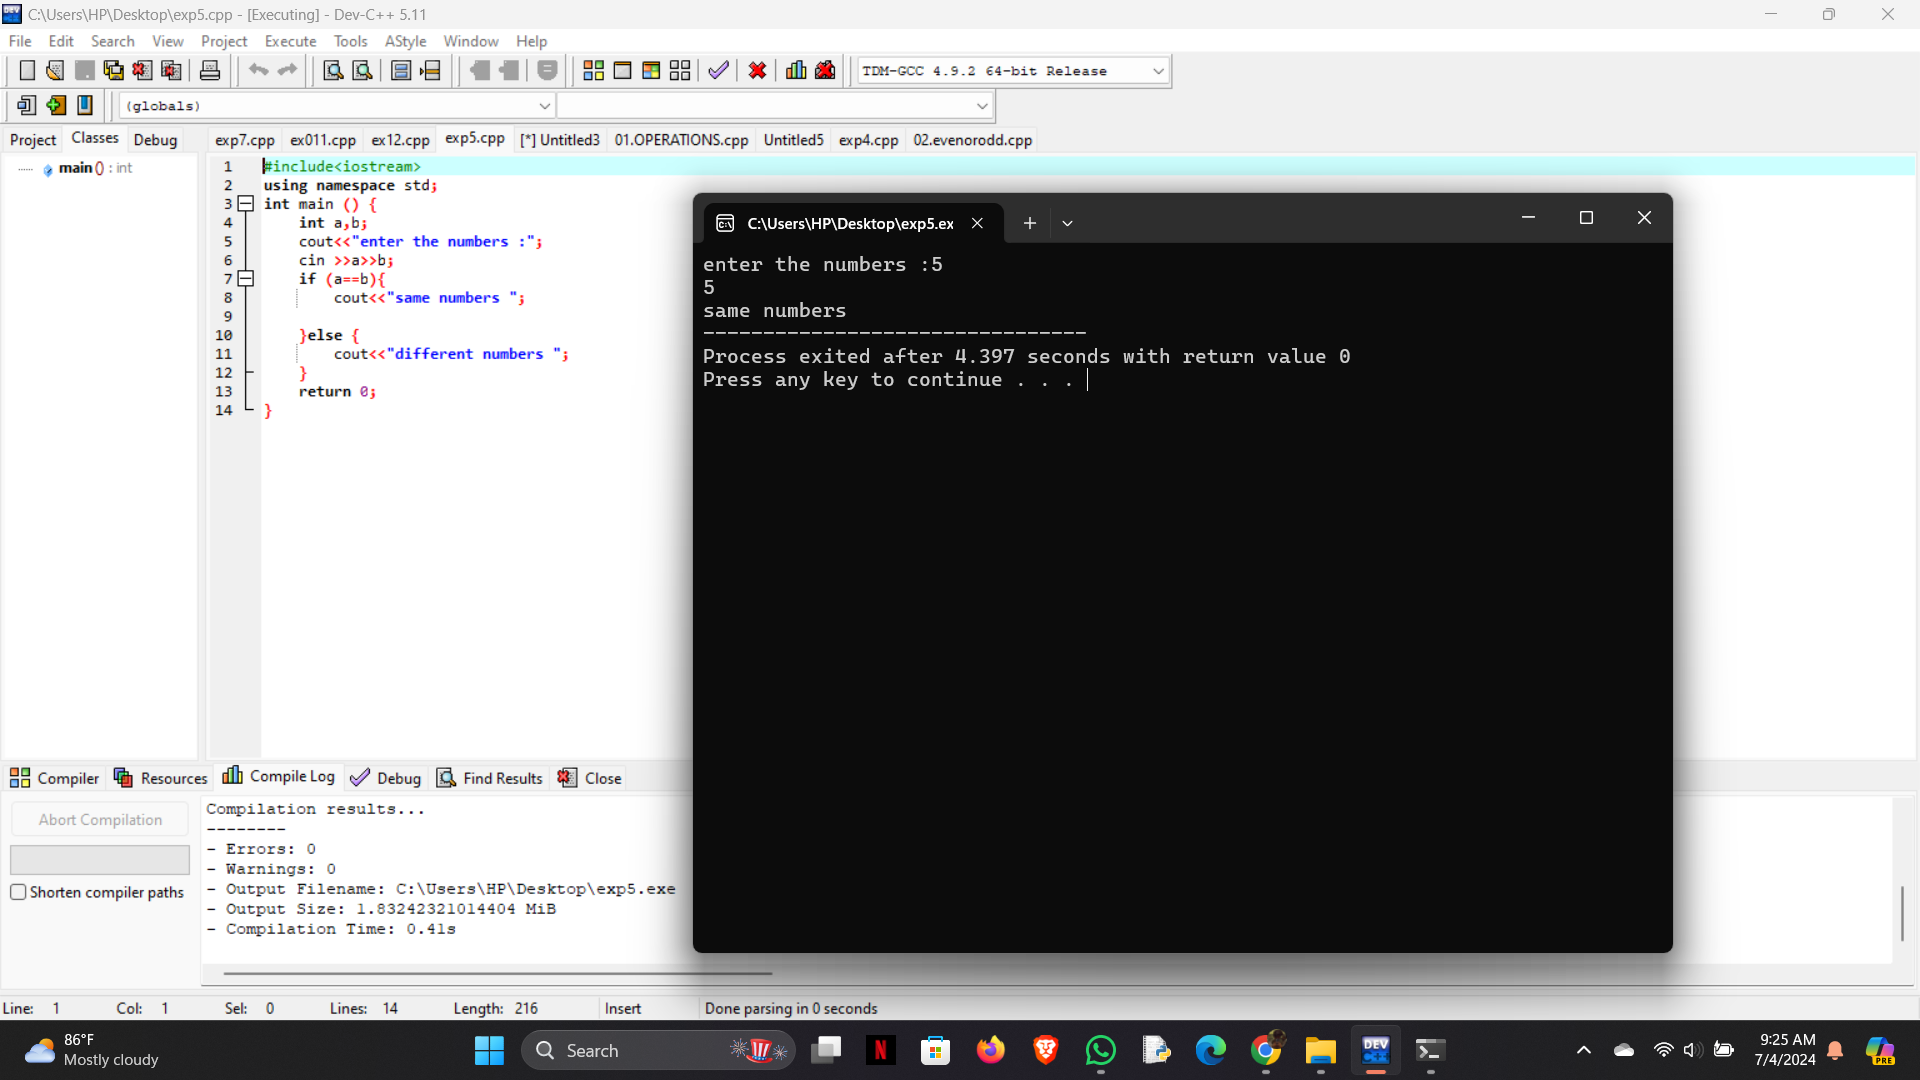 C:\Users\HP\Desktop\exp5.cpp - [Executing] - Dev-C++ 5.11
File Edit Search View Project Execute Tools AStyle Window Help
TDM-GCC 4.9.2 64-bit Release
(globals)
Project Classes Debug exp7.cpp ex011.cpp ex12.cpp exp5.cpp [*] Untitled3 01.OPERATIONS.cpp Untitled5 exp4.cpp 02.evenorodd.cpp
main () : int
1 #include<iostream>
2 using namespace std;
3 int main () {
4 int a,b;
5 cout<<"enter the numbers :";
6 cin >>a>>b;
7 if (a==b){
8 cout<<"same numbers ";
9
10 }else {
11 cout<<"different numbers ";
12 }
13 return 0;
14 }
C:\Users\HP\Desktop\exp5.ex
enter the numbers :5
5
same numbers
--------------------------------
Process exited after 4.397 seconds with return value 0
Press any key to continue . . .
Compiler Resources Compile Log Debug Find Results Close
Abort Compilation
Shorten compiler paths
Compilation results...
--------
- Errors: 0
- Warnings: 0
- Output Filename: C:\Users\HP\Desktop\exp5.exe
- Output Size: 1.83242321014404 MiB
- Compilation Time: 0.41s
Line: 1 Col: 1 Sel: 0 Lines: 14 Length: 216 Insert Done parsing in 0 seconds
86°F
Mostly cloudy
Search
N
DEV
C++
9:25 AM
7/4/2024
PRE